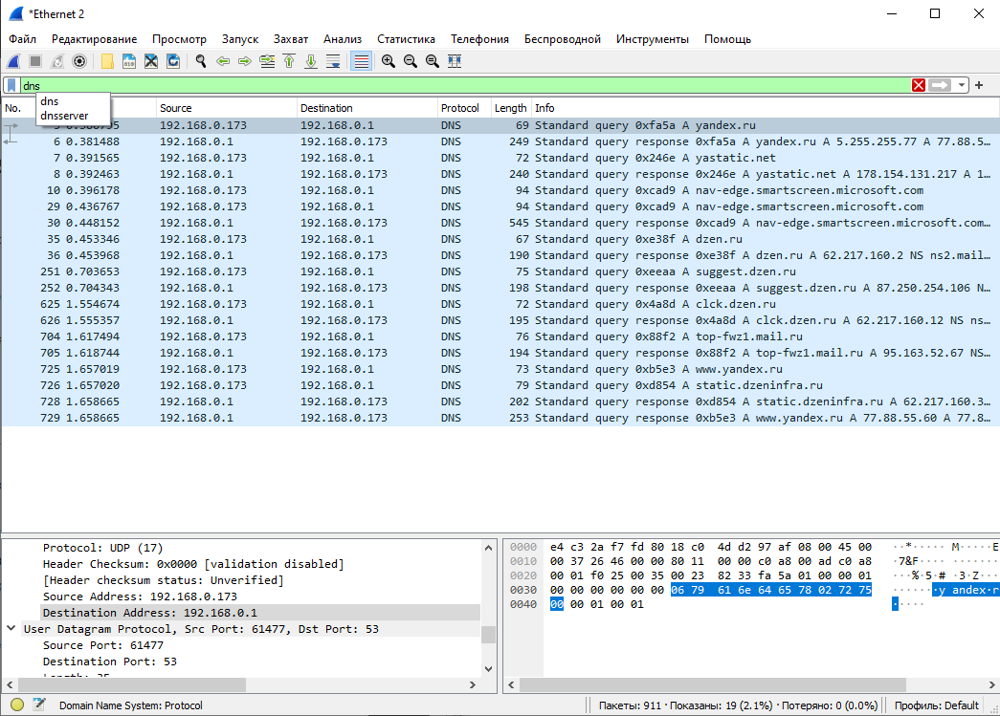 *Ethernet 2
Файл Редактирование Просмотр Запуск Захват Анализ Статистика Телефония Беспроводной Инструменты Помощь
dns
dns
dnsserver
No. Source Destination Protocol Length Info
192.168.0.173 192.168.0.1 DNS 69 Standard query 0xfa5a A yandex.ru
6 0.381488 192.168.0.1 192.168.0.173 DNS 249 Standard query response 0xfa5a A yandex.ru A 5.255.255.77 A 77.88.5…
7 0.391565 192.168.0.173 192.168.0.1 DNS 72 Standard query 0x246e A yastatic.net
8 0.392463 192.168.0.1 192.168.0.173 DNS 240 Standard query response 0x246e A yastatic.net A 178.154.131.217 A 1…
10 0.396178 192.168.0.173 192.168.0.1 DNS 94 Standard query 0xcad9 A nav-edge.smartscreen.microsoft.com
29 0.436767 192.168.0.173 192.168.0.1 DNS 94 Standard query 0xcad9 A nav-edge.smartscreen.microsoft.com
30 0.448152 192.168.0.1 192.168.0.173 DNS 545 Standard query response 0xcad9 A nav-edge.smartscreen.microsoft.com…
35 0.453346 192.168.0.173 192.168.0.1 DNS 67 Standard query 0xe38f A dzen.ru
36 0.453968 192.168.0.1 192.168.0.173 DNS 190 Standard query response 0xe38f A dzen.ru A 62.217.160.2 NS ns2.mail…
251 0.703653 192.168.0.173 192.168.0.1 DNS 75 Standard query 0xeeaa A suggest.dzen.ru
252 0.704343 192.168.0.1 192.168.0.173 DNS 198 Standard query response 0xeeaa A suggest.dzen.ru A 87.250.254.106 N…
625 1.554674 192.168.0.173 192.168.0.1 DNS 72 Standard query 0x4a8d A clck.dzen.ru
626 1.555357 192.168.0.1 192.168.0.173 DNS 195 Standard query response 0x4a8d A clck.dzen.ru A 62.217.160.12 NS ns…
704 1.617494 192.168.0.173 192.168.0.1 DNS 76 Standard query 0x88f2 A top-fwz1.mail.ru
705 1.618744 192.168.0.1 192.168.0.173 DNS 194 Standard query response 0x88f2 A top-fwz1.mail.ru A 95.163.52.67 NS…
725 1.657019 192.168.0.173 192.168.0.1 DNS 73 Standard query 0xb5e3 A www.yandex.ru
726 1.657020 192.168.0.173 192.168.0.1 DNS 79 Standard query 0xd854 A static.dzeninfra.ru
728 1.658665 192.168.0.1 192.168.0.173 DNS 202 Standard query response 0xd854 A static.dzeninfra.ru A 62.217.160.3…
729 1.658665 192.168.0.1 192.168.0.173 DNS 253 Standard query response 0xb5e3 A www.yandex.ru A 77.88.55.60 A 77.8…
Protocol: UDP (17)
Header Checksum: 0x0000 [validation disabled]
[Header checksum status: Unverified]
Source Address: 192.168.0.173
Destination Address: 192.168.0.1
User Datagram Protocol, Src Port: 61477, Dst Port: 53
Source Port: 61477
Destination Port: 53
Length: 35
0000 e4 c3 2a f7 fd 80 18 c0 4d d2 97 af 08 00 45 00 ··*····· M·····E
0010 00 37 26 46 00 00 80 11 00 00 c0 a8 00 ad c0 a8 ·7&F···· ········
0020 00 01 f0 25 00 35 00 23 82 33 fa 5a 01 00 00 01 ···%·5·# ·3·Z····
0030 00 00 00 00 00 00 06 79 61 6e 64 65 78 02 72 75 ·······y andex·r
0040 00 00 01 00 01 ·····
Domain Name System: Protocol
Пакеты: 911 · Показаны: 19 (2.1%) · Потеряно: 0 (0.0%)
Профиль: Default